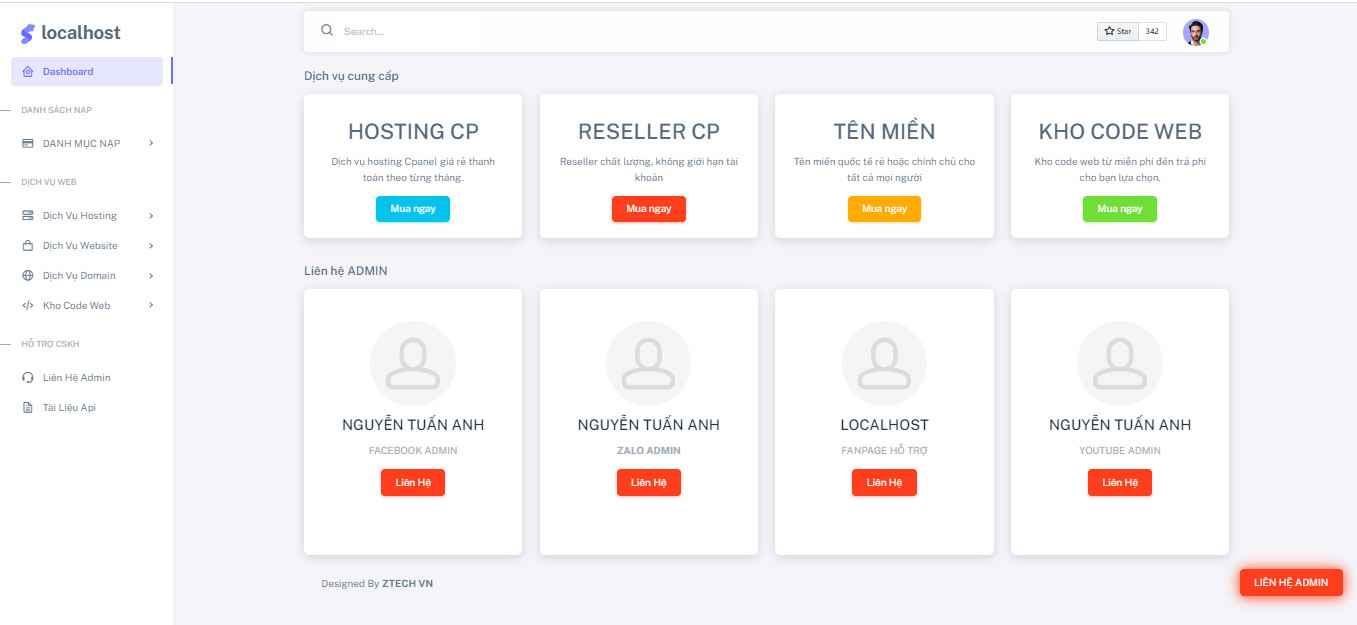 localhost
Search...
Star
342
Dashboard
DANH SÁCH NẠP
DANH MỤC NẠP
DỊCH VỤ WEB
Dịch Vụ Hosting
Dịch Vụ Website
Dịch Vụ Domain
Kho Code Web
HỖ TRỢ CSKH
Liên Hệ Admin
Tài Liệu Api
Dịch vụ cung cấp
HOSTING CP
Dịch vụ hosting Cpanel giá rẻ thanh
toán theo từng tháng.
Mua ngay
RESELLER CP
Reseller chất lượng, không giới hạn tài
khoản
Mua ngay
TÊN MIỀN
Tên miền quốc tế rẻ hoặc chính chủ cho
tất cả mọi người
Mua ngay
KHO CODE WEB
Kho code web từ miễn phí đến trả phí
cho bạn lựa chọn.
Mua ngay
Liên hệ ADMIN
NGUYỄN TUẤN ANH
FACEBOOK ADMIN
Liên Hệ
NGUYỄN TUẤN ANH
ZALO ADMIN
Liên Hệ
LOCALHOST
FANPAGE HỖ TRỢ
Liên Hệ
NGUYỄN TUẤN ANH
YOUTUBE ADMIN
Liên Hệ
Designed By ZTECH VN
LIÊN HỆ ADMIN